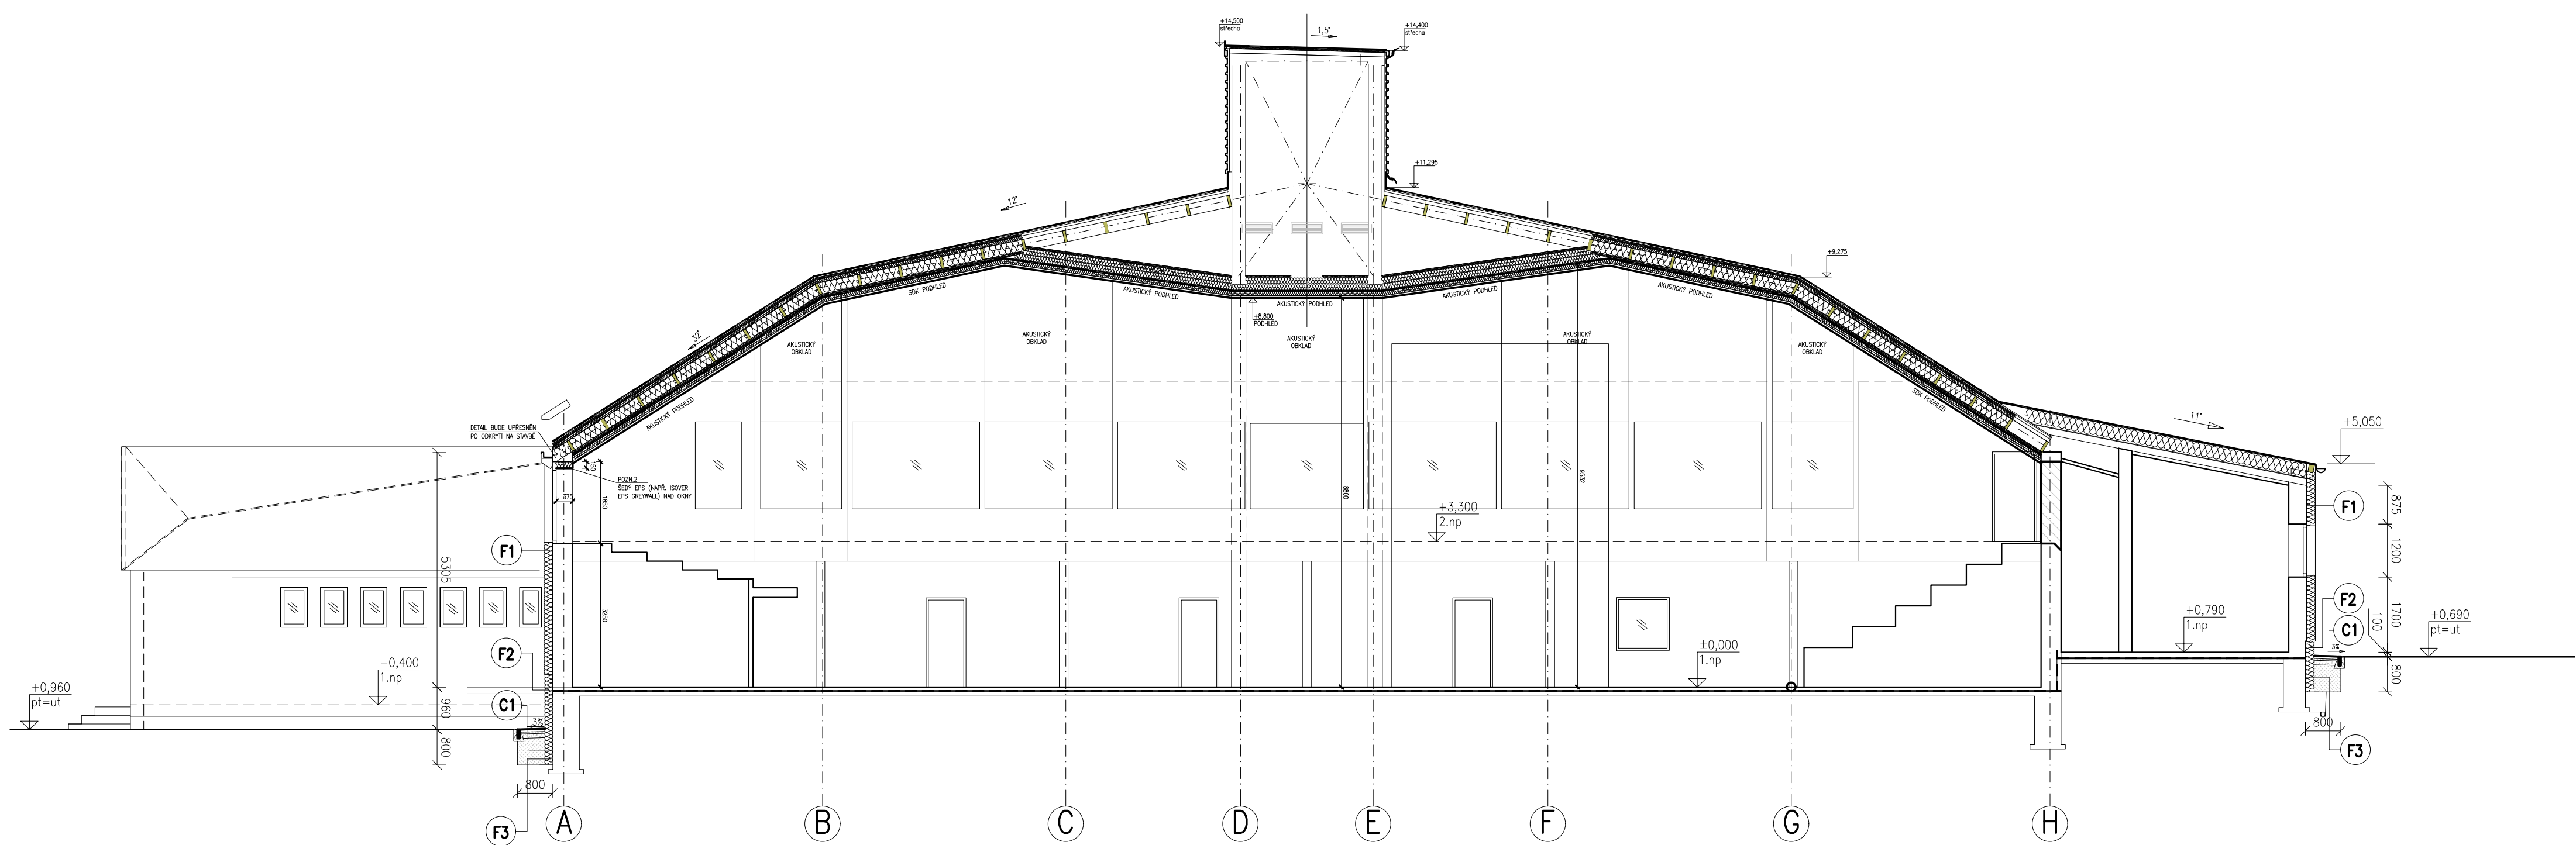 +14,500
střecha
1,5°
+14,400
střecha
+11,295
12°
+9,275
32°
SDK PODHLED
AKUSTICKÝ PODHLED
AKUSTICKÝ PODHLED
AKUSTICKÝ PODHLED
AKUSTICKÝ PODHLED
+8,800
PODHLED
AKUSTICKÝ
OBKLAD
AKUSTICKÝ
OBKLAD
AKUSTICKÝ
OBKLAD
AKUSTICKÝ
OBKLAD
AKUSTICKÝ
OBKLAD
AKUSTICKÝ PODHLED
SDK PODHLED
11°
+5,050
DETAIL BUDE UPŘESNĚN
PO ODKRYTÍ NA STAVBĚ
150
375
1850
POZN.2
ŠEDÝ EPS (NAPŘ. ISOVER
EPS GREYWALL) NAD OKNY
8800
9532
+3,300
2.np
F1
875
F1
1200
5305
3250
F2
1700
100
F2
C1
3%
+0,790
1.np
+0,690
pt=ut
±0,000
1.np
-0,400
1.np
+0,960
pt=ut
C1
3%
960
800
800
800
800
F3
F3
A
B
C
D
E
F
G
H